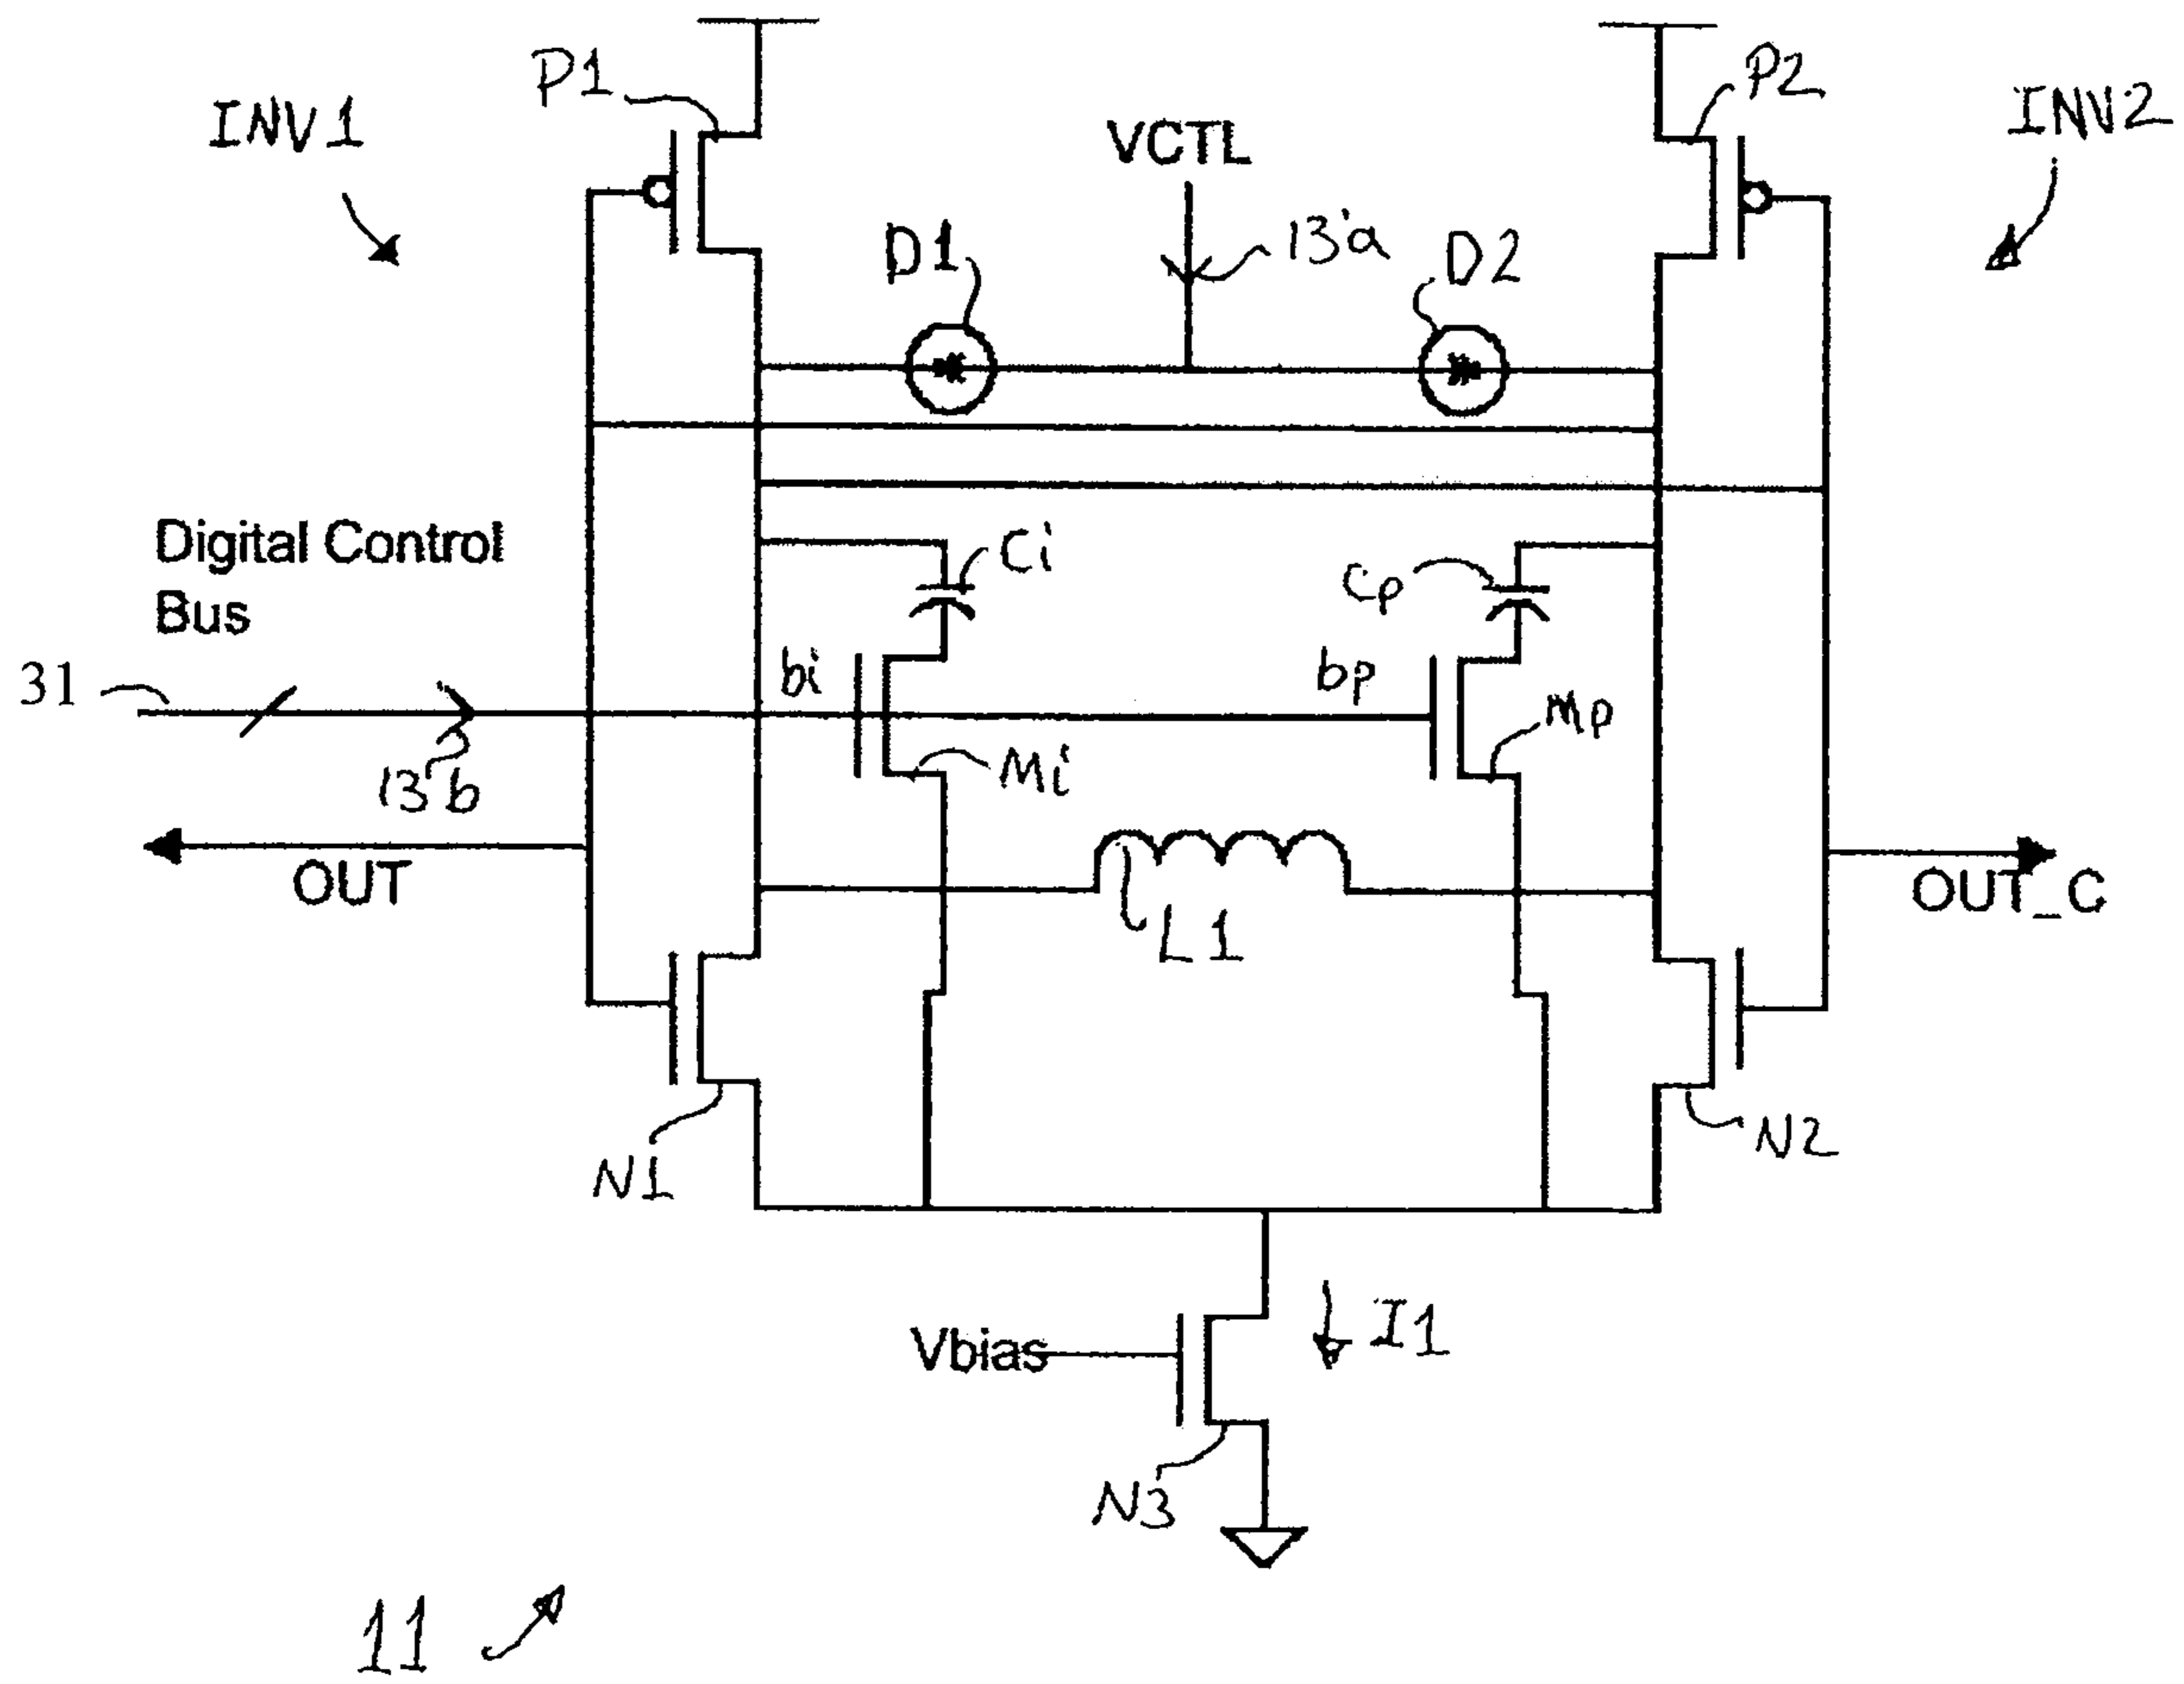 P1
P2
INV1
INV2
VCTL
13'a
D1
D2
Digital Control
Bus
Ci
Cp
31
bi
bp
Mp
Mi
13'b
OUT
OUT_C
L1
N1
N2
Vbias
I1
N3
11